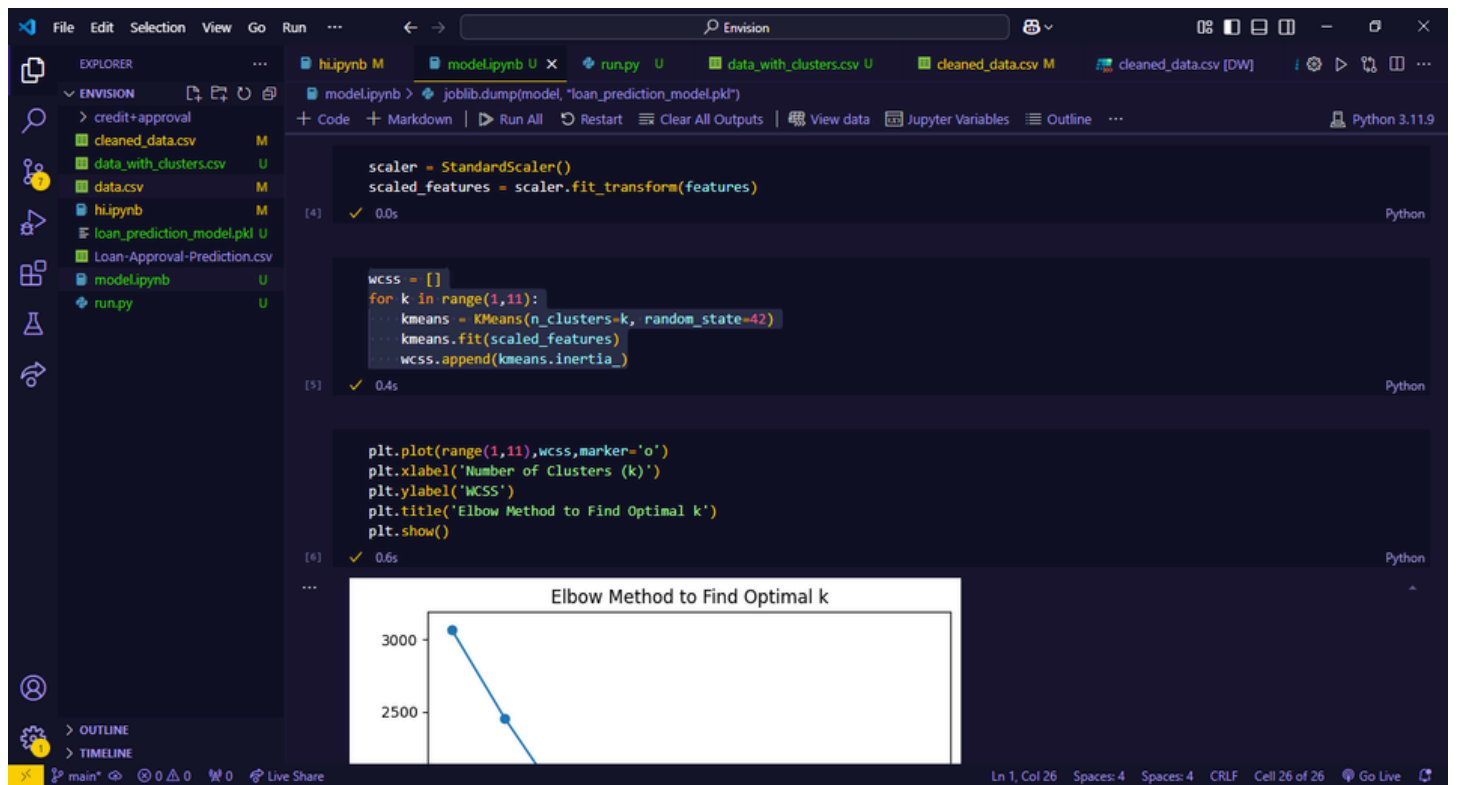 File Edit Selection View Go Run ... Envision
EXPLORER ...
hi.ipynb M model.ipynb U run.py U data_with_clusters.csv U cleaned_data.csv M cleaned_data.csv [DW] ...
ENVISION
model.ipynb > joblib.dump(model, "loan_prediction_model.pkl")
+ Code + Markdown | Run All Restart Clear All Outputs | View data Jupyter Variables Outline ... Python 3.11.9
> credit+approval
cleaned_data.csv M
data_with_clusters.csv U
data.csv M
hi.ipynb M
loan_prediction_model.pkl U
Loan-Approval-Prediction.csv
model.ipynb U
run.py U
7
scaler = StandardScaler()
scaled_features = scaler.fit_transform(features)
[4] ✓ 0.0s Python
wcss = []
for k in range(1,11):
    kmeans = KMeans(n_clusters=k, random_state=42)
    kmeans.fit(scaled_features)
    wcss.append(kmeans.inertia_)
[5] ✓ 0.4s Python
plt.plot(range(1,11),wcss,marker='o')
plt.xlabel('Number of Clusters (k)')
plt.ylabel('WCSS')
plt.title('Elbow Method to Find Optimal k')
plt.show()
[6] ✓ 0.6s Python
...
Elbow Method to Find Optimal k
3000
2500
> OUTLINE
> TIMELINE
1
main* 0 0 0 Live Share Ln 1, Col 26 Spaces: 4 Spaces: 4 CRLF Cell 26 of 26 Go Live